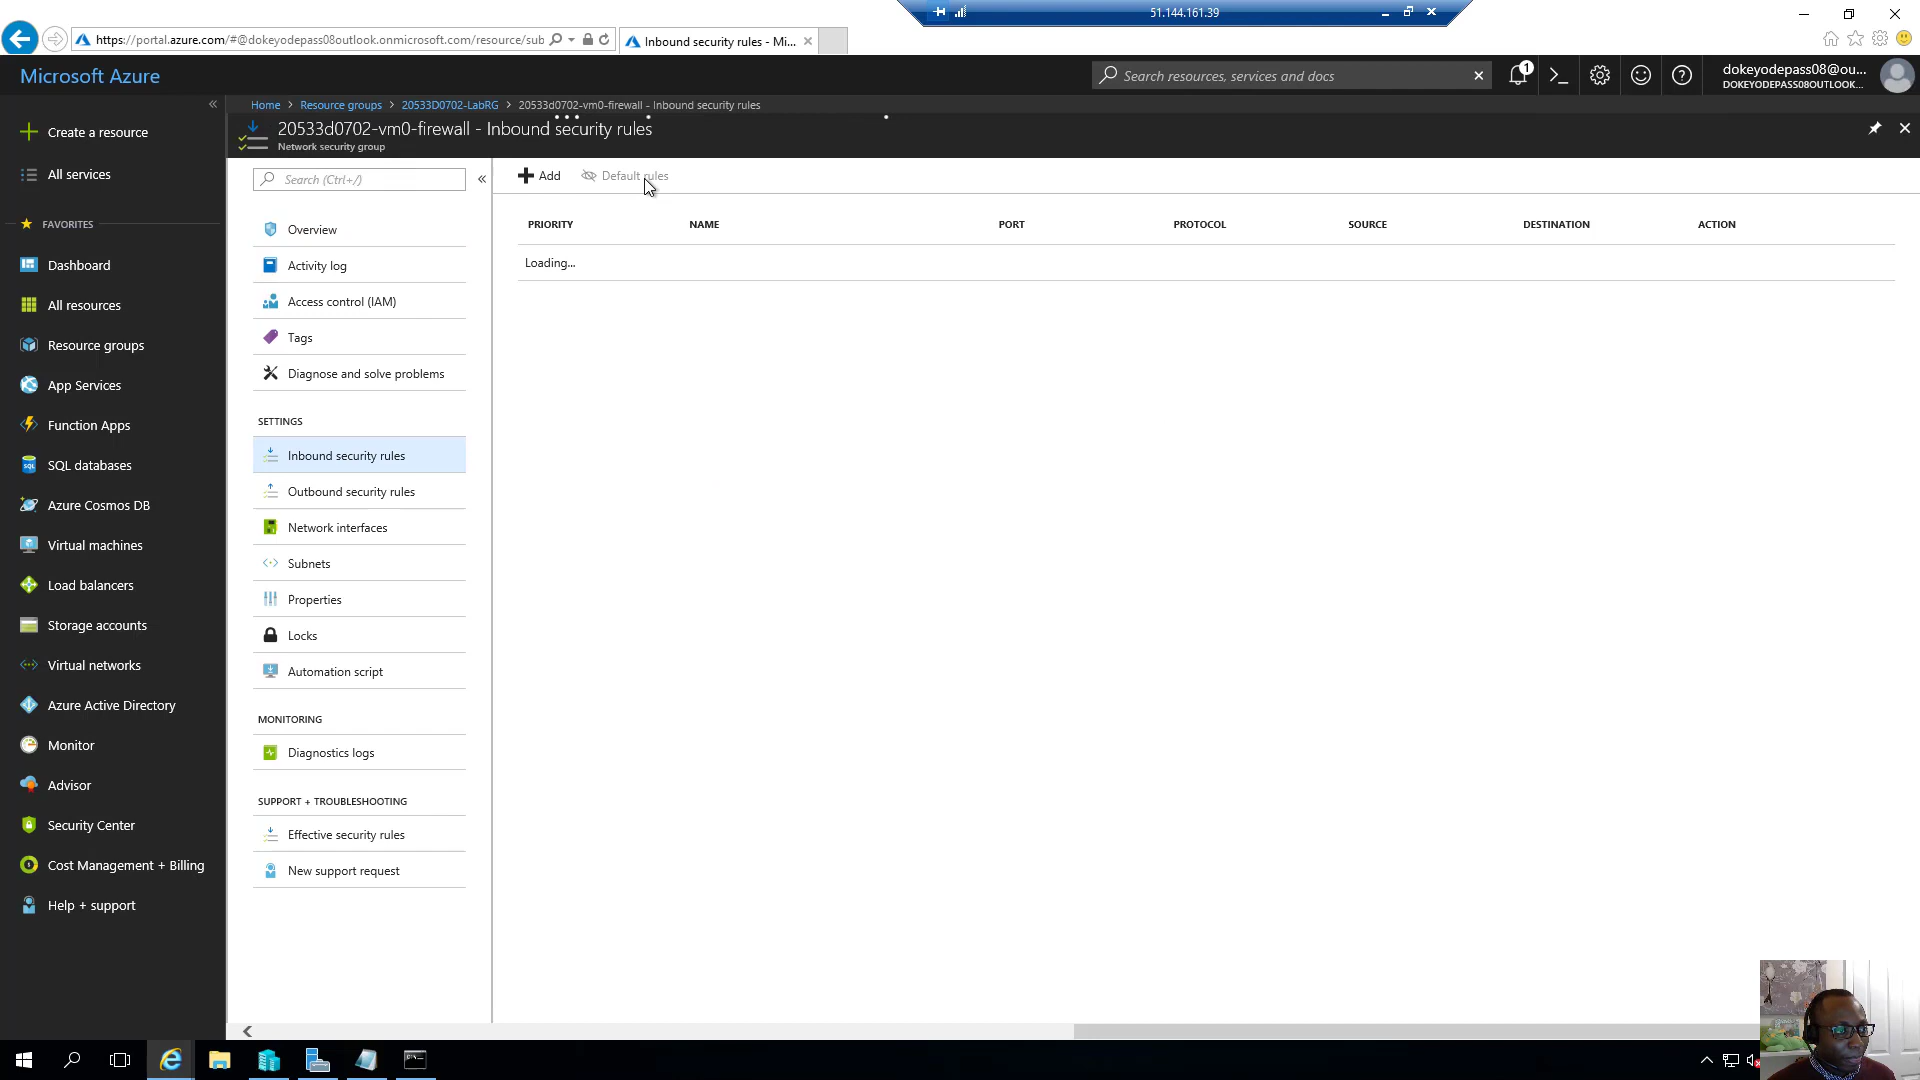 51.144.161.39
https://portal.azure.com/#@dokeyodepass08outlook.onmicrosoft.com/resource/sub
Inbound security rules - Mi...
Microsoft Azure
Search resources, services and docs
1
dokeyodepass08@ou...
DOKEYODEPASS08OUTLOOK...
Home
Resource groups
20533D0702-LabRG
20533d0702-vm0-firewall - Inbound security rules
20533d0702-vm0-firewall - Inbound security rules
Network security group
Create a resource
All services
FAVORITES
Dashboard
All resources
Resource groups
App Services
Function Apps
SQL databases
Azure Cosmos DB
Virtual machines
Load balancers
Storage accounts
Virtual networks
Azure Active Directory
Monitor
Advisor
Security Center
Cost Management + Billing
Help + support
Search (Ctrl+/)
Overview
Activity log
Access control (IAM)
Tags
Diagnose and solve problems
SETTINGS
Inbound security rules
Outbound security rules
Network interfaces
Subnets
Properties
Locks
Automation script
MONITORING
Diagnostics logs
SUPPORT + TROUBLESHOOTING
Effective security rules
New support request
Add
Default rules
PRIORITY
NAME
PORT
PROTOCOL
SOURCE
DESTINATION
ACTION
Loading...